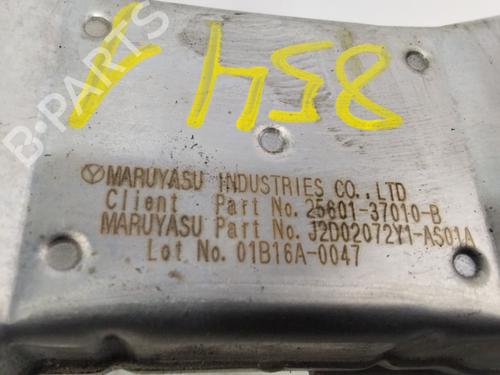 854
B-PARTS
MARUYASU INDUSTRIES CO.,LTD
Client Part No. 25601-37010-B
MARUYASU Part No. J2D02072Y1-AS01A
Lot No. 01B16A-0047